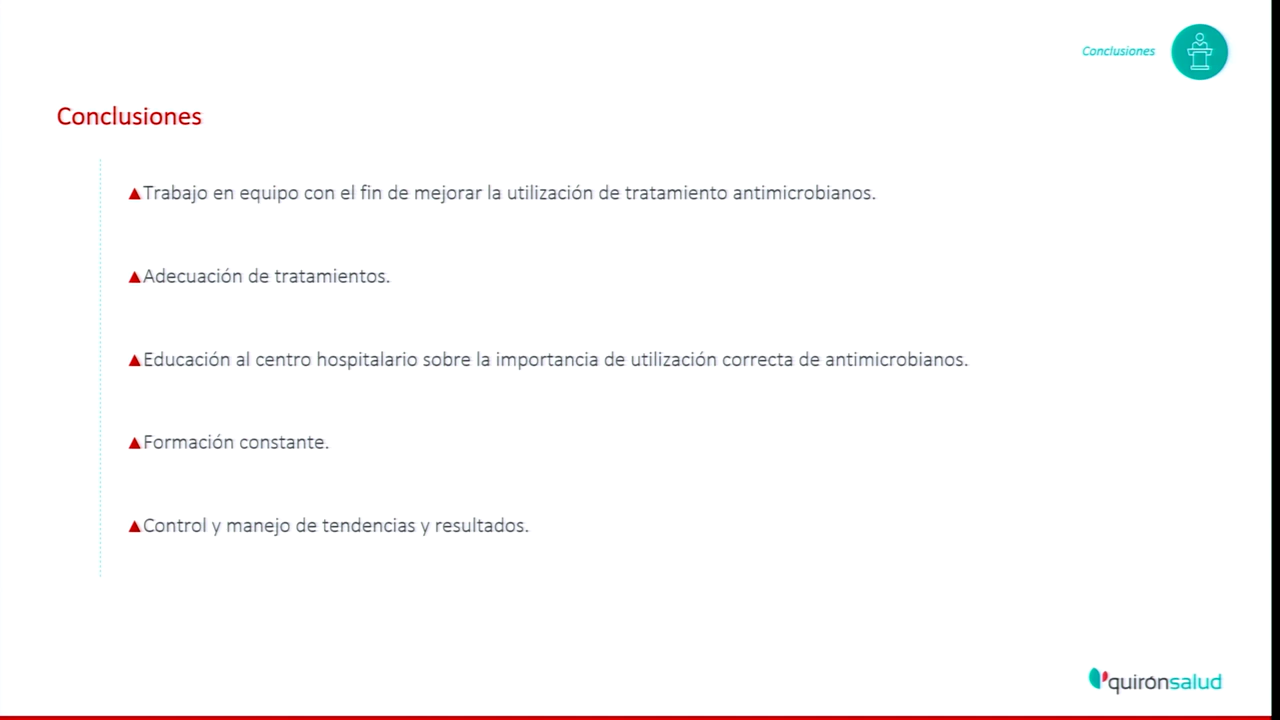 Conclusiones
Conclusiones
▲Trabajo en equipo con el fin de mejorar la utilización de tratamiento antimicrobianos.
▲Adecuación de tratamientos.
▲Educación al centro hospitalario sobre la importancia de utilización correcta de antimicrobianos.
▲Formación constante.
▲Control y manejo de tendencias y resultados.
quirónsalud